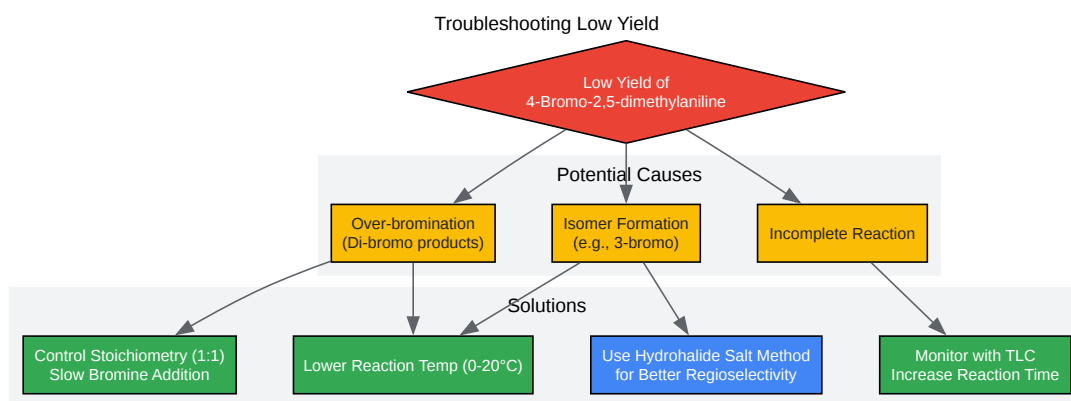 Troubleshooting Low Yield
Low Yield of
4-Bromo-2,5-dimethylaniline
Potential Causes
Over-bromination
(Di-bromo products)
Isomer Formation
(e.g., 3-bromo)
Incomplete Reaction
Solutions
Control Stoichiometry (1:1)
Slow Bromine Addition
Lower Reaction Temp (0-20°C)
Use Hydrohalide Salt Method
for Better Regioselectivity
Monitor with TLC
Increase Reaction Time